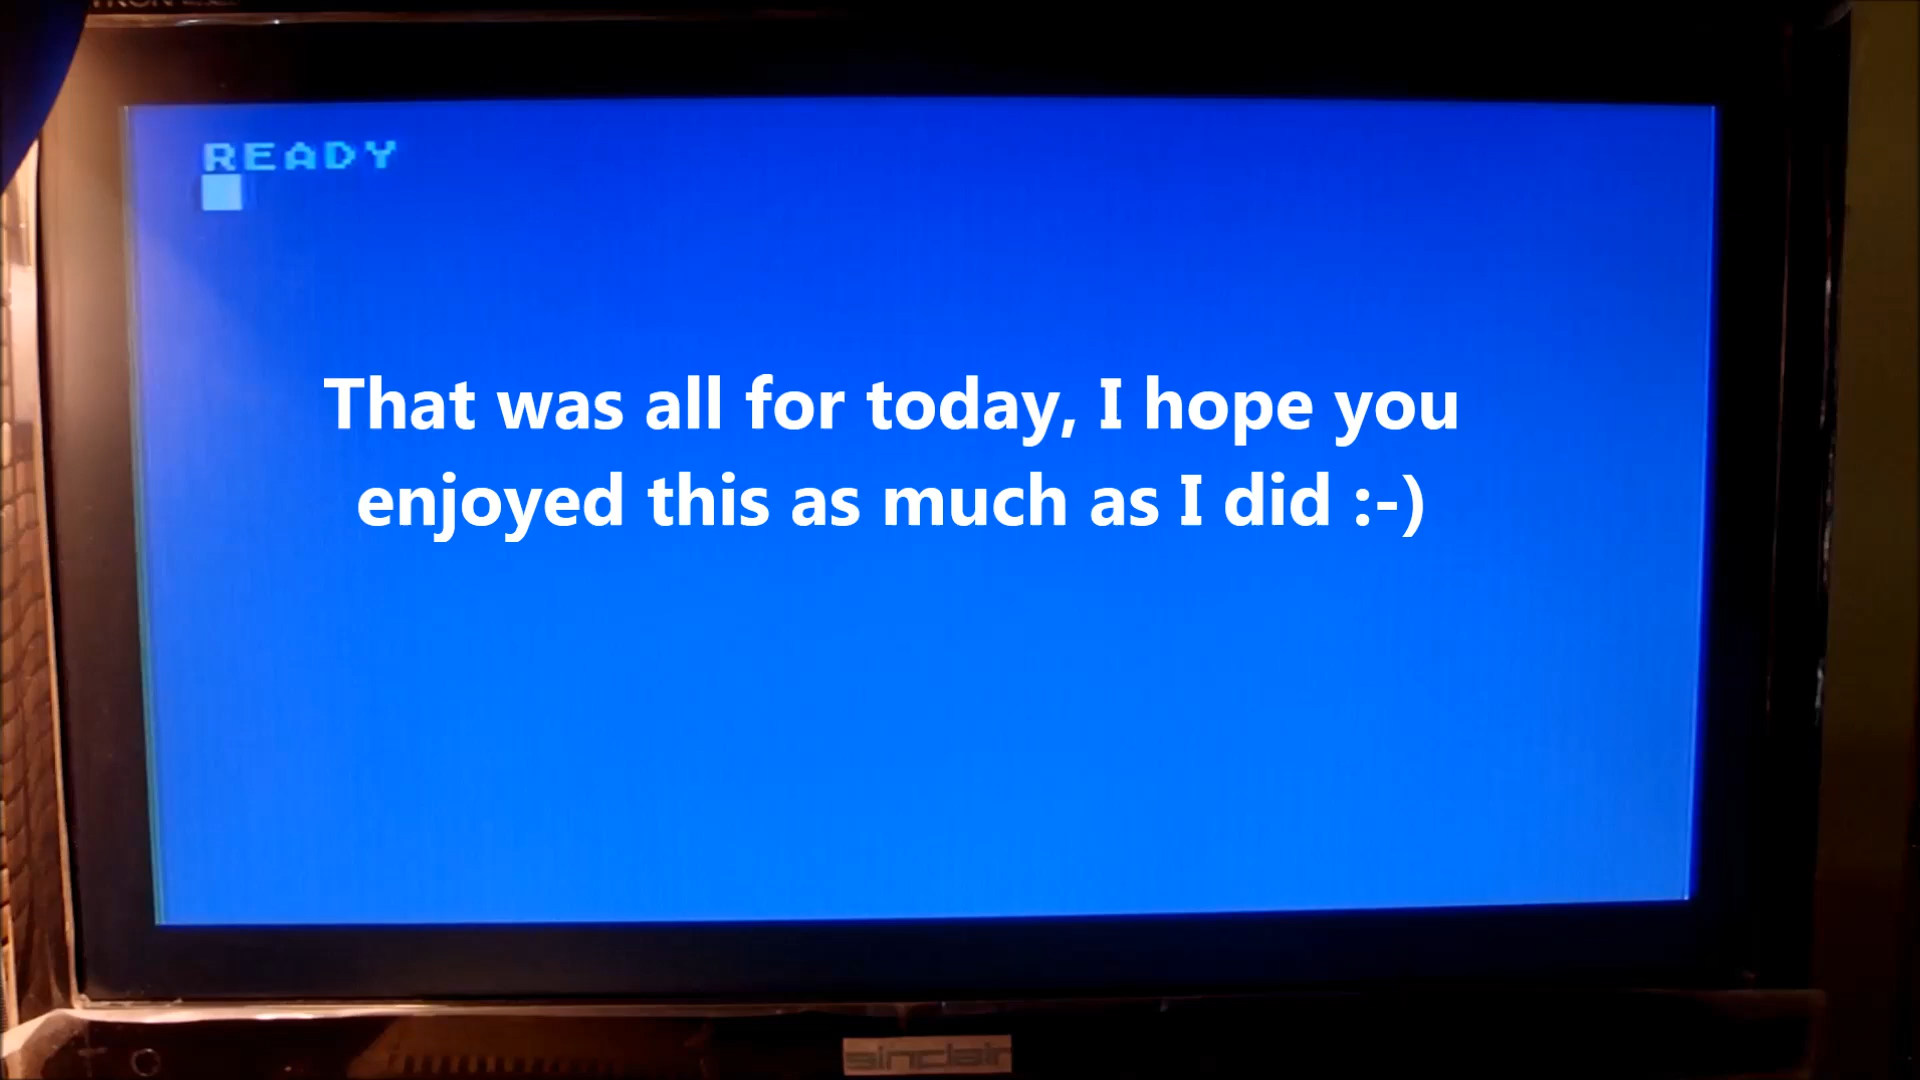 READY
That was all for today, I hope you
enjoyed this as much as I did :-)
sinclair